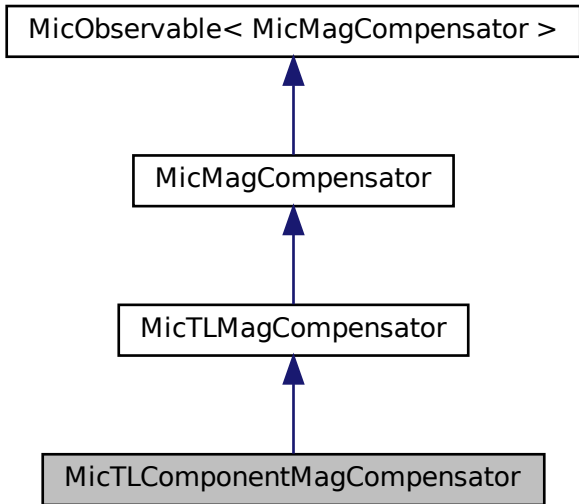 MicObservable< MicMagCompensator >
MicMagCompensator
MicTLMagCompensator
MicTLComponentMagCompensator